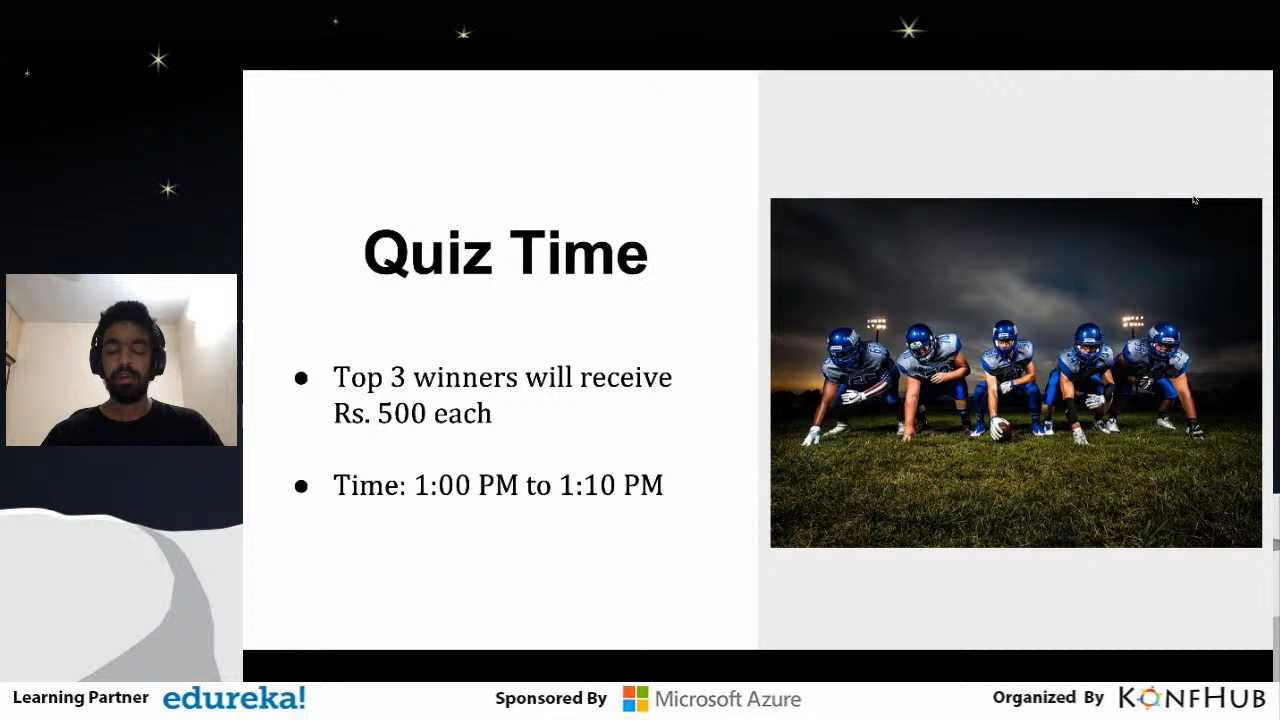 Quiz Time
● Top 3 winners will receive
Rs. 500 each
● Time: 1:00 PM to 1:10 PM
Learning Partner edureka! Sponsored By Microsoft Azure Organized By KONFHUB